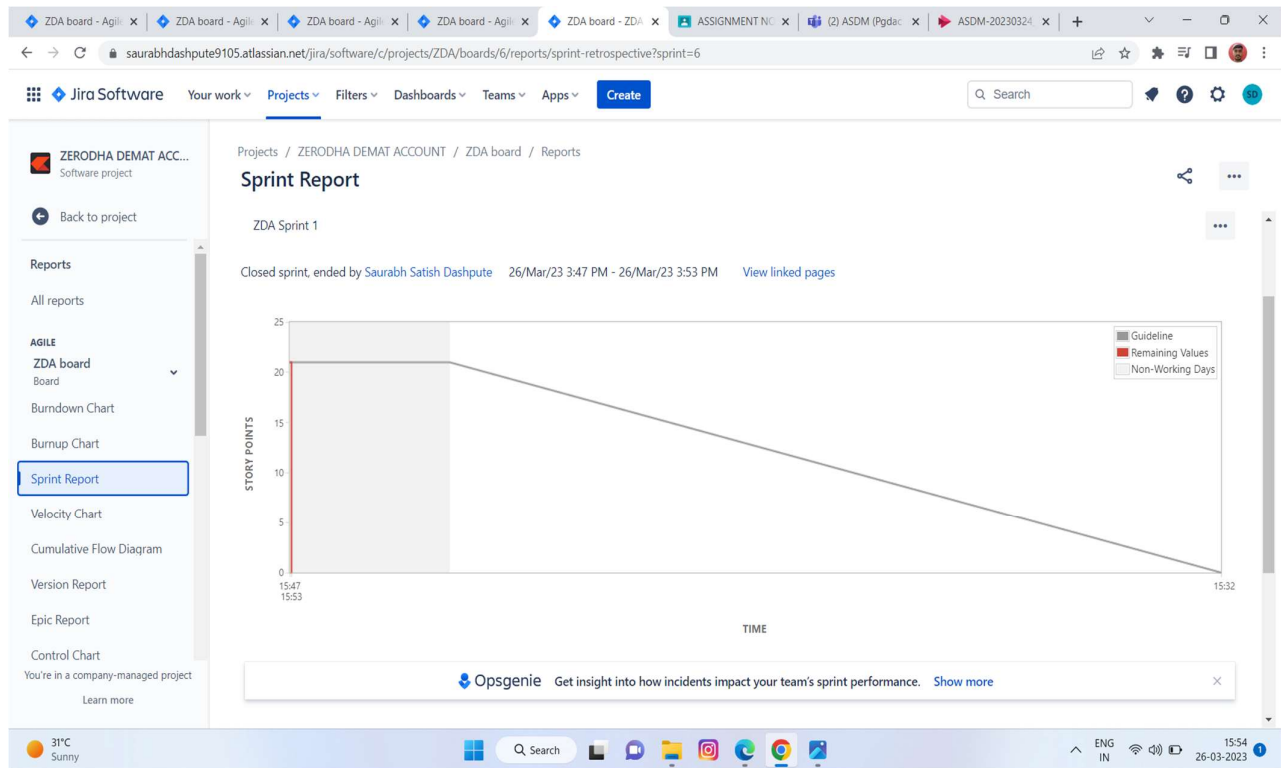 ZDA board - Agile
ZDA board - Agile
ZDA board - Agil
ZDA board - Agil
ZDA board - ZDA
ASSIGNMENT NO
(2) ASDM (Pgdac
ASDM-20230324
saurabhdashpute9105.atlassian.net/jira/software/c/projects/ZDA/boards/6/reports/sprint-retrospective?sprint=6
Jira Software Your work Projects Filters Dashboards Teams Apps Create Search SD
ZERODHA DEMAT ACC...
Software project
Back to project
Reports
All reports
AGILE
ZDA board
Board
Burndown Chart
Burnup Chart
Sprint Report
Velocity Chart
Cumulative Flow Diagram
Version Report
Epic Report
Control Chart
You're in a company-managed project
Learn more
Projects / ZERODHA DEMAT ACCOUNT / ZDA board / Reports
Sprint Report
ZDA Sprint 1
Closed sprint, ended by Saurabh Satish Dashpute 26/Mar/23 3:47 PM - 26/Mar/23 3:53 PM View linked pages
25
20
15
10
5
0
STORY POINTS
Guideline
Remaining Values
Non-Working Days
15:47
15:53
15:32
TIME
Opsgenie Get insight into how incidents impact your team's sprint performance. Show more
31°C
Sunny
Search
ENG
IN
15:54
26-03-2023
1